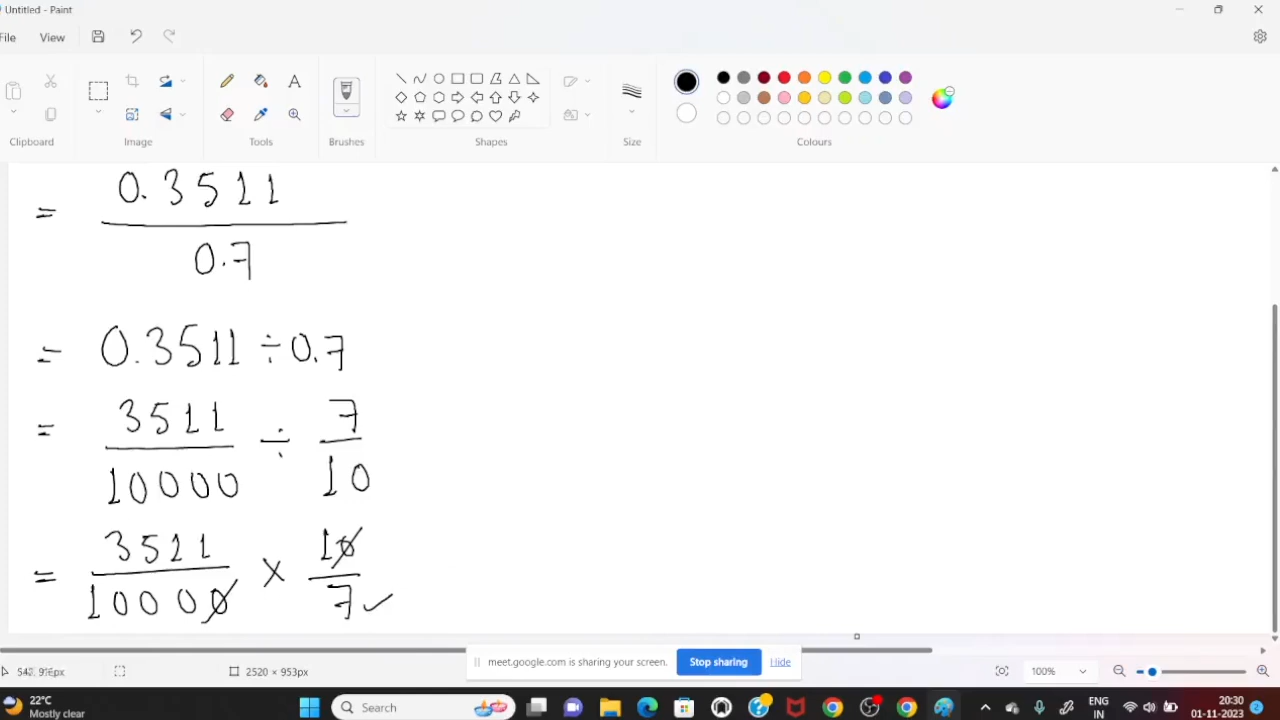 Untitled - Paint
File View
Clipboard Image Tools Brushes Shapes Size Colours
= 0.3511 / 0.7
= 0.3511 ÷ 0.7
= 3511 / 10000 ÷ 7 / 10
= 3511 / 10000 × 10 / 7 ✓
meet.google.com is sharing your screen. Stop sharing Hide
2520 × 953px 100%
22°C
Mostly clear
Search
ENG
IN
20:30
01-11-2023